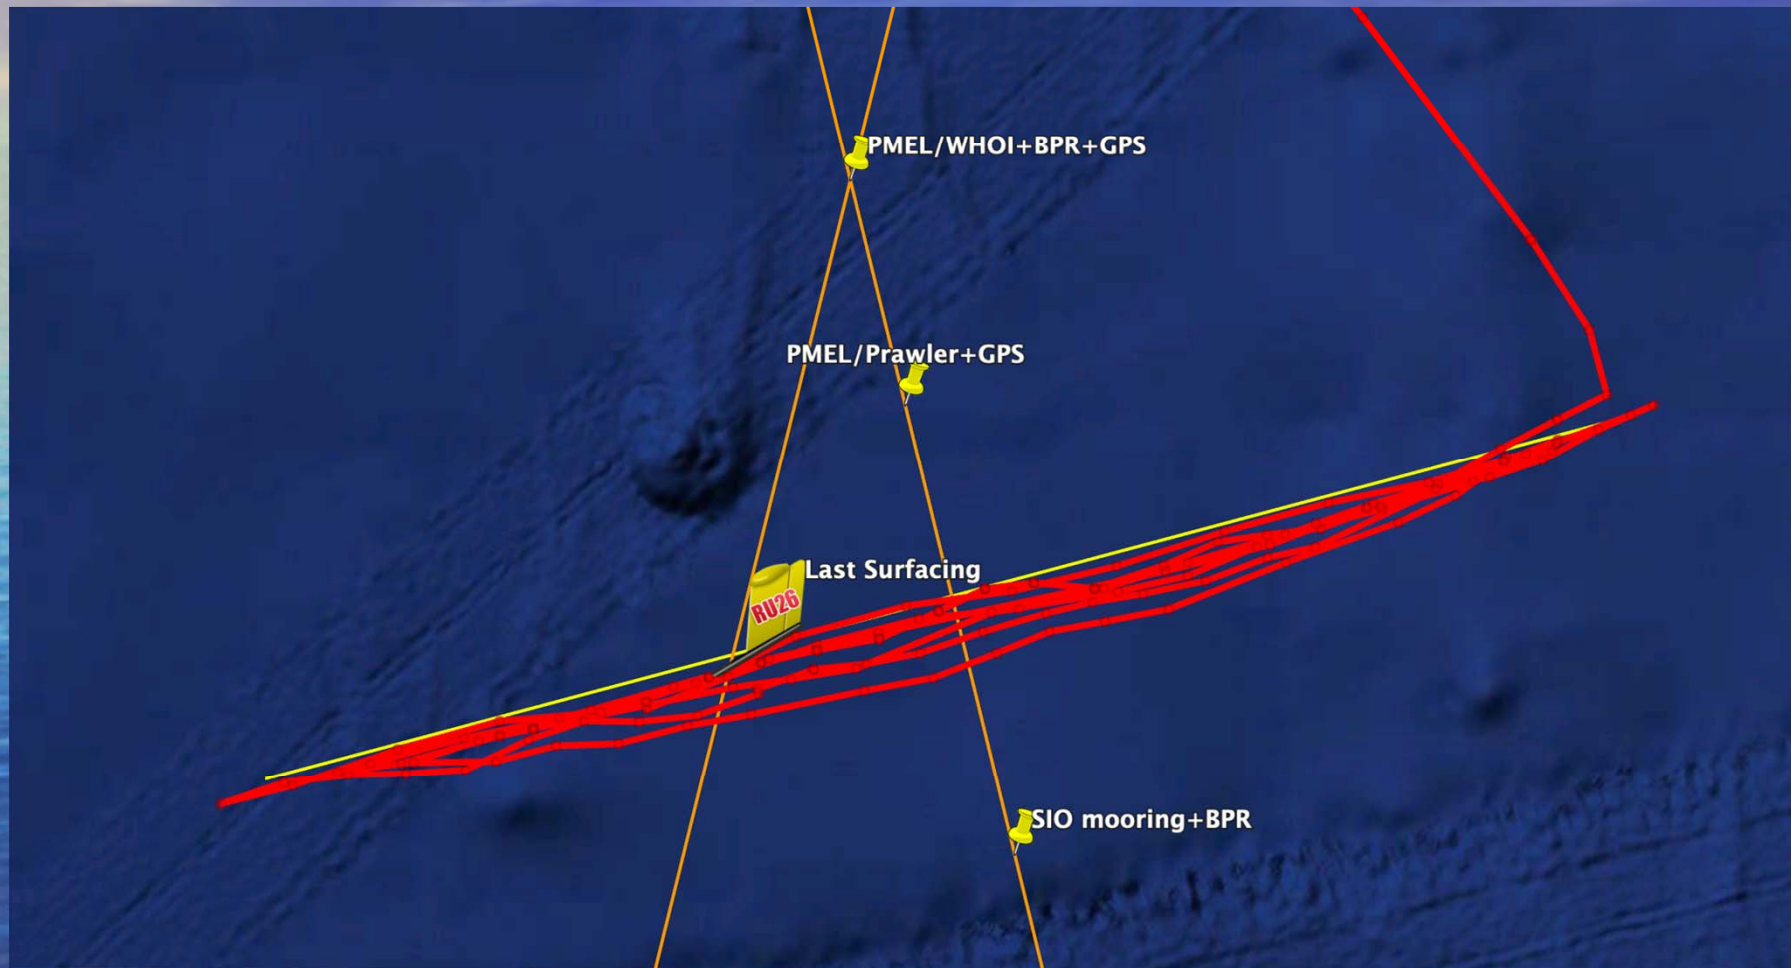 PMEL/WHOI+BPR+GPS
PMEL/Prawler+GPS
Last Surfacing
RU26
SIO mooring+BPR